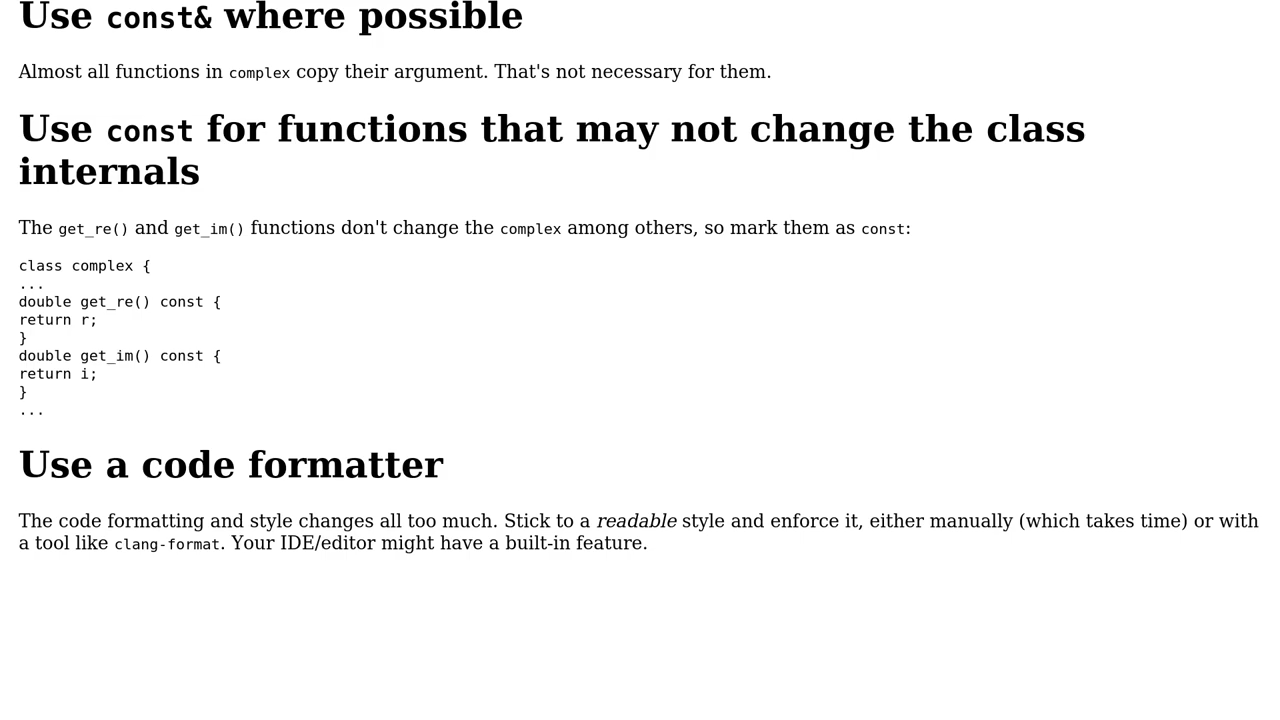 Use const& where possible
Almost all functions in complex copy their argument. That's not necessary for them.
Use const for functions that may not change the class
internals
The get_re() and get_im() functions don't change the complex among others, so mark them as const:
class complex {
...
double get_re() const {
return r;
}
double get_im() const {
return i;
}
...
Use a code formatter
The code formatting and style changes all too much. Stick to a readable style and enforce it, either manually (which takes time) or with
a tool like clang-format. Your IDE/editor might have a built-in feature.